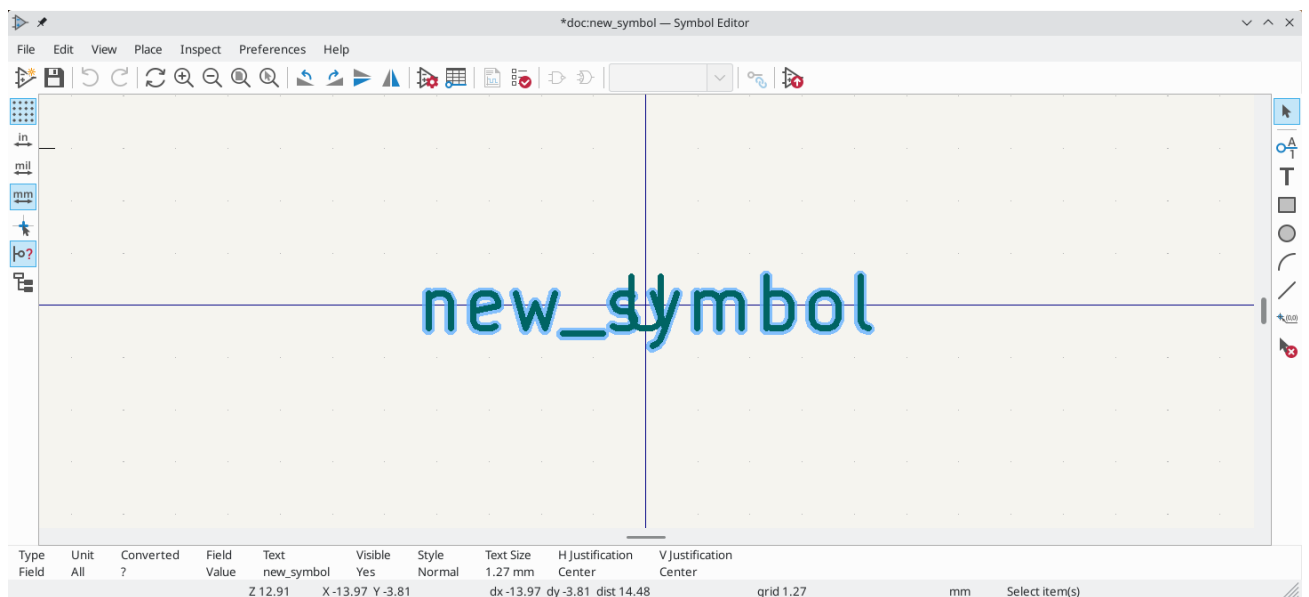 *doc:new_symbol — Symbol Editor
File Edit View Place Inspect Preferences Help
in
mil
mm
A
1
T
(0,0)
new_symbol
U
Type Unit Converted Field Text Visible Style Text Size H Justification V Justification
Field All ? Value new_symbol Yes Normal 1.27 mm Center Center
Z 12.91 X -13.97 Y -3.81 dx -13.97 dy -3.81 dist 14.48 grid 1.27 mm Select item(s)